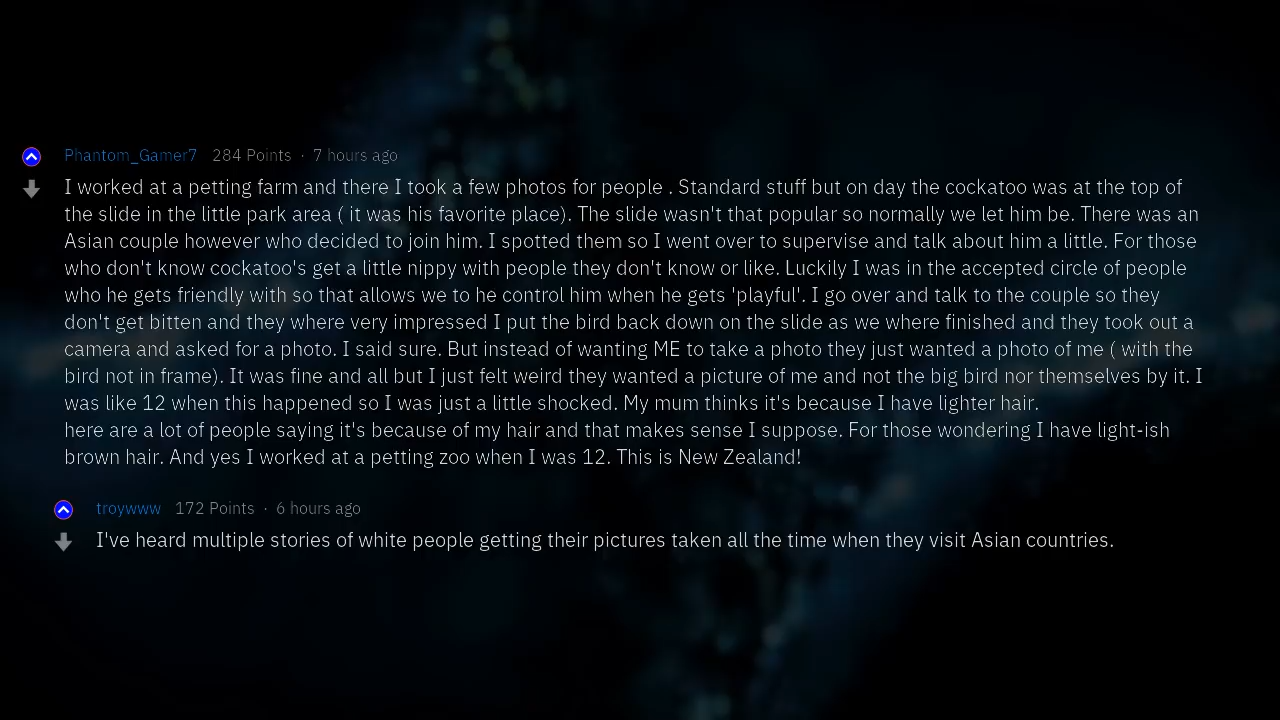 Phantom_Gamer7 284 Points · 7 hours ago
I worked at a petting farm and there I took a few photos for people . Standard stuff but on day the cockatoo was at the top of
the slide in the little park area ( it was his favorite place). The slide wasn't that popular so normally we let him be. There was an
Asian couple however who decided to join him. I spotted them so I went over to supervise and talk about him a little. For those
who don't know cockatoo's get a little nippy with people they don't know or like. Luckily I was in the accepted circle of people
who he gets friendly with so that allows we to he control him when he gets 'playful'. I go over and talk to the couple so they
don't get bitten and they where very impressed I put the bird back down on the slide as we where finished and they took out a
camera and asked for a photo. I said sure. But instead of wanting ME to take a photo they just wanted a photo of me ( with the
bird not in frame). It was fine and all but I just felt weird they wanted a picture of me and not the big bird nor themselves by it. I
was like 12 when this happened so I was just a little shocked. My mum thinks it's because I have lighter hair.
here are a lot of people saying it's because of my hair and that makes sense I suppose. For those wondering I have light-ish
brown hair. And yes I worked at a petting zoo when I was 12. This is New Zealand!
troywww 172 Points · 6 hours ago
I've heard multiple stories of white people getting their pictures taken all the time when they visit Asian countries.